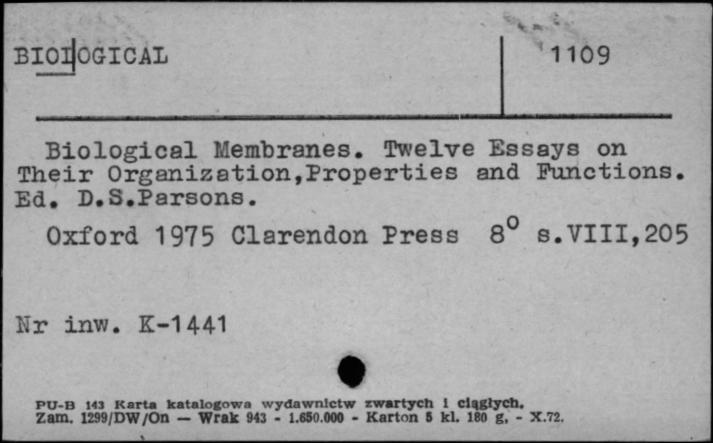 BIOLOGICAL 1109
Biological Membranes. Twelve Essays on
Their Organization,Properties and Functions.
Ed. D.S.Parsons.
Oxford 1975 Clarendon Press 8° s.VIII,205
Nr inw. K-1441
PU-B 143 Karta katalogowa wydawnictw zwartych i ciągłych.
Zam. 1299/DW/On — Wrak 943 - 1.650.000 - Karton 5 kl. 180 g. - X.72.